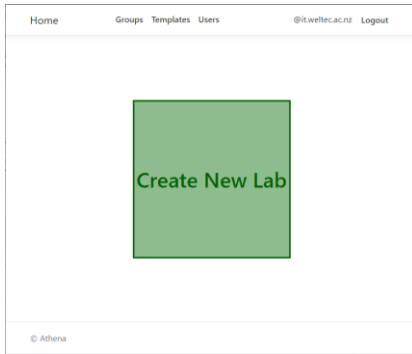 Home Groups Templates Users @it.weltec.ac.nz Logout
Create New Lab
© Athena